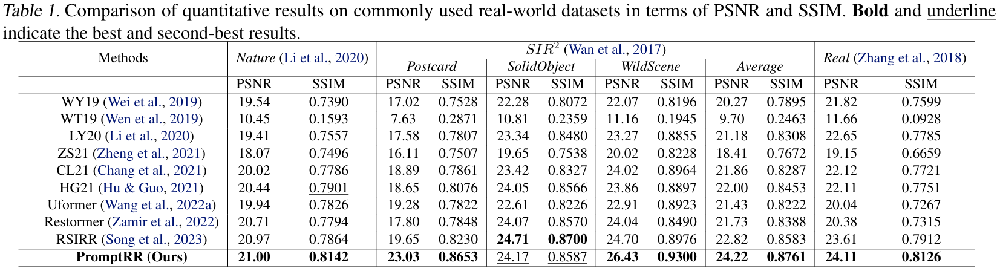 Table 1. Comparison of quantitative results on commonly used real-world datasets in terms of PSNR and SSIM. Bold and underline
indicate the best and second-best results.
Methods Nature (Li et al., 2020) SIR² (Wan et al., 2017) Real (Zhang et al., 2018)
Postcard SolidObject WildScene Average
PSNR SSIM PSNR SSIM PSNR SSIM PSNR SSIM PSNR SSIM PSNR SSIM
WY19 (Wei et al., 2019) 19.54 0.7390 17.02 0.7528 22.28 0.8072 22.07 0.8196 20.27 0.7895 21.82 0.7599
WT19 (Wen et al., 2019) 10.45 0.1593 7.63 0.2871 10.81 0.2359 11.16 0.1945 9.70 0.2463 11.66 0.0928
LY20 (Li et al., 2020) 19.41 0.7557 17.58 0.7807 23.34 0.8480 23.27 0.8855 21.18 0.8308 22.65 0.7785
ZS21 (Zheng et al., 2021) 18.07 0.7496 16.11 0.7507 19.65 0.7538 20.02 0.8228 18.41 0.7672 19.15 0.6659
CL21 (Chang et al., 2021) 20.02 0.7786 18.89 0.7861 23.42 0.8327 24.02 0.8964 21.86 0.8287 22.12 0.7721
HG21 (Hu & Guo, 2021) 20.44 0.7901 18.65 0.8076 24.05 0.8566 23.86 0.8897 22.00 0.8453 22.11 0.7751
Uformer (Wang et al., 2022a) 19.94 0.7826 19.28 0.7822 22.61 0.8226 22.91 0.8923 21.43 0.8222 20.04 0.7267
Restormer (Zamir et al., 2022) 20.71 0.7794 17.80 0.7848 24.07 0.8570 24.04 0.8490 21.73 0.8388 20.38 0.7315
RSIRR (Song et al., 2023) 20.97 0.7864 19.65 0.8230 24.71 0.8700 24.70 0.8976 22.82 0.8583 23.61 0.7912
PromptRR (Ours) 21.00 0.8142 23.03 0.8653 24.17 0.8587 26.43 0.9300 24.22 0.8761 24.11 0.8126